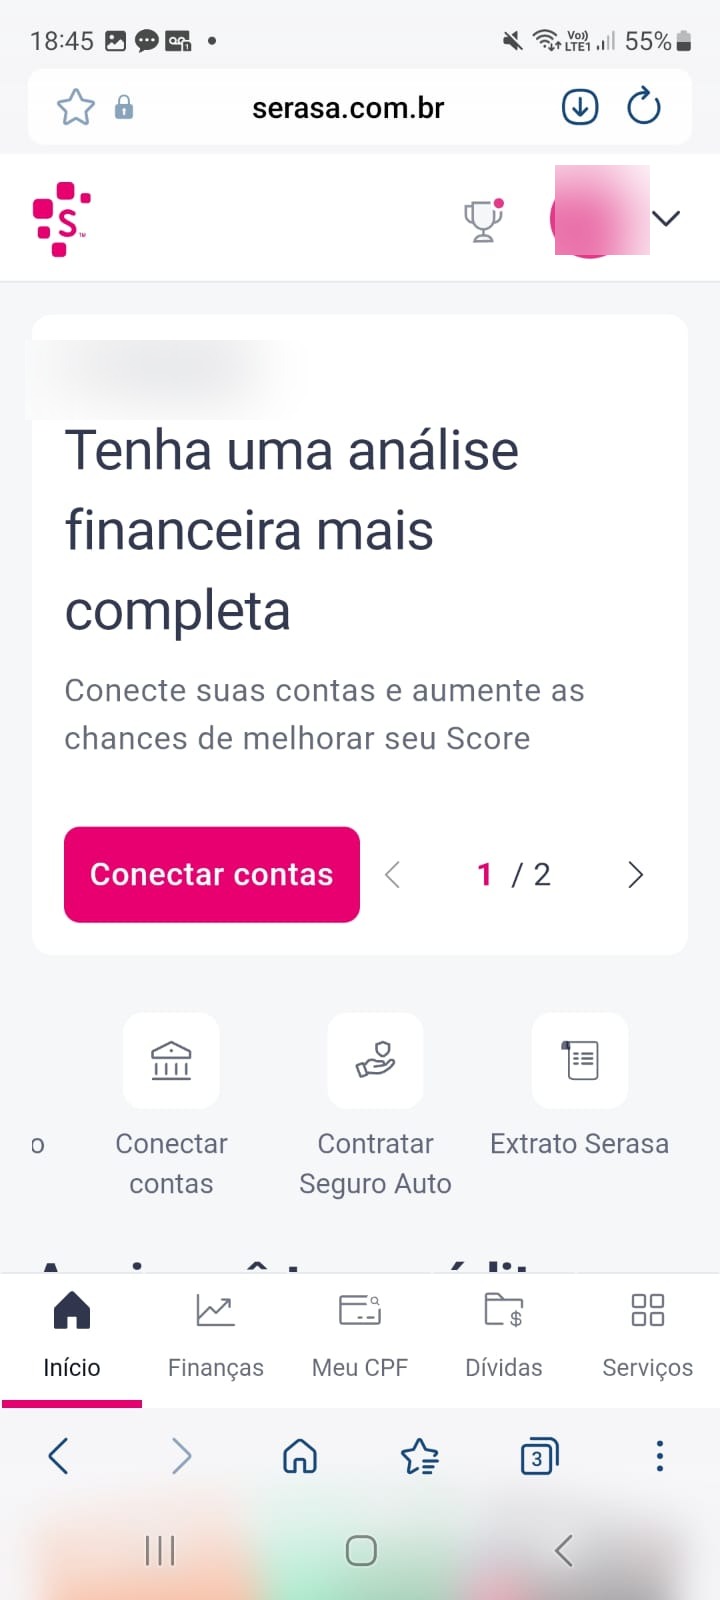 18:45
Vo))
LTE1
55%
serasa.com.br
S
Tenha uma análise
financeira mais
completa
Conecte suas contas e aumente as
chances de melhorar seu Score
Conectar contas
1 / 2
o
Conectar
contas
Contratar
Seguro Auto
Extrato Serasa
Início
Finanças
Meu CPF
Dívidas
Serviços
3